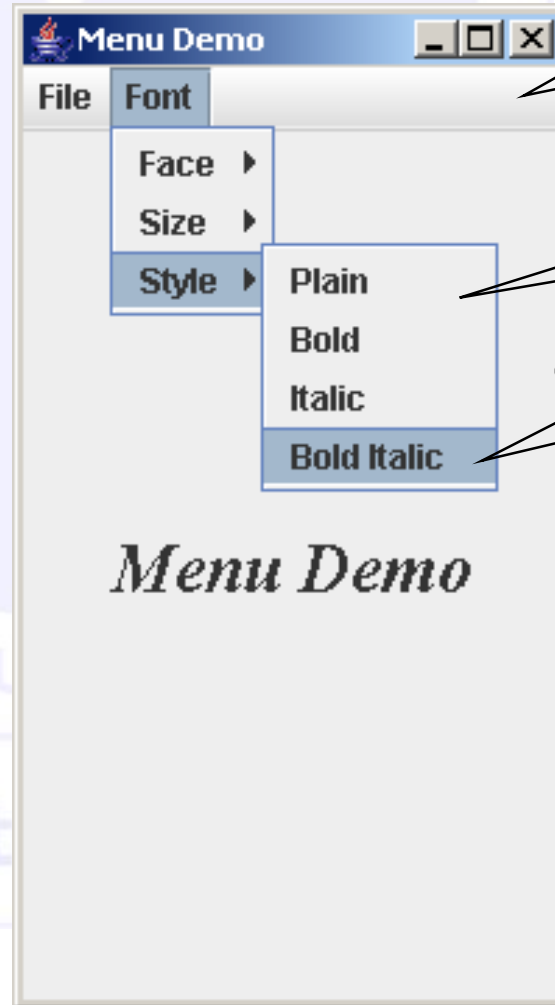 Menu Demo
File Font
Face
Size
Style
Plain
Bold
Italic
Bold Italic
Menu Demo